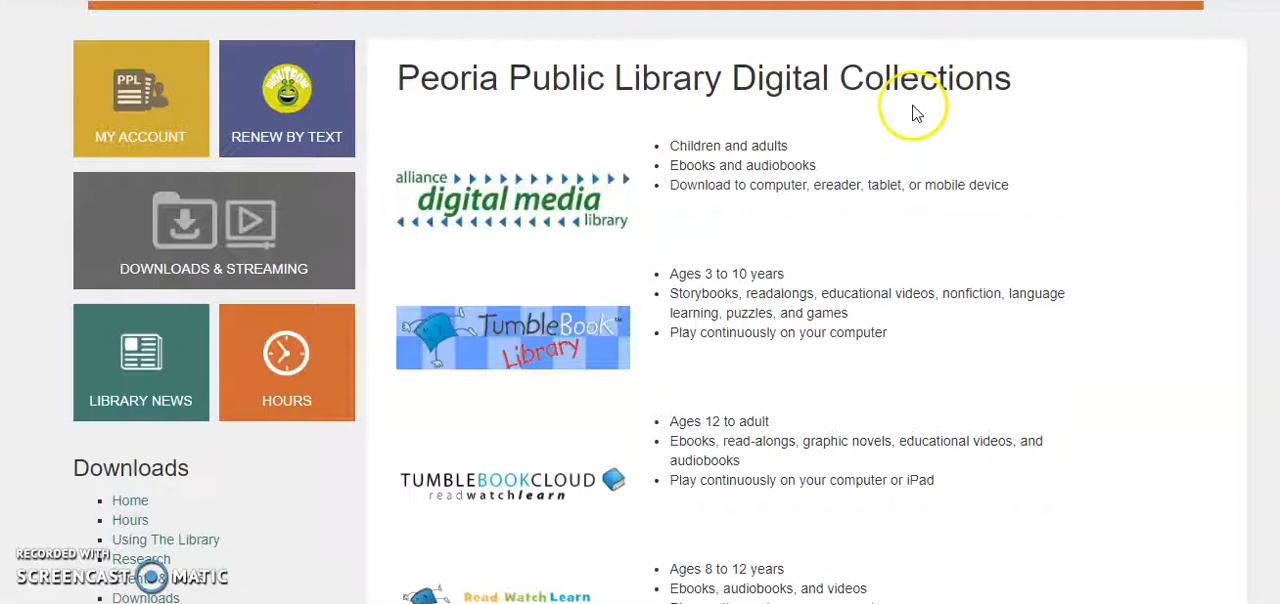 Peoria Public Library Digital Collections
PPL
MY ACCOUNT
RENEW BY TEXT
DOWNLOADS & STREAMING
LIBRARY NEWS
HOURS
Downloads
Home
Hours
Using The Library
Research
Downloads
alliance
digital media
library
Children and adults
Ebooks and audiobooks
Download to computer, ereader, tablet, or mobile device
TumbleBook™
Library
Ages 3 to 10 years
Storybooks, readalongs, educational videos, nonfiction, language
learning, puzzles, and games
Play continuously on your computer
TUMBLEBOOKCLOUD
readwatchlearn
Ages 12 to adult
Ebooks, read-alongs, graphic novels, educational videos, and
audiobooks
Play continuously on your computer or iPad
Read Watch Learn
Ages 8 to 12 years
Ebooks, audiobooks, and videos
RECORDED WITH
SCREENCAST MATIC